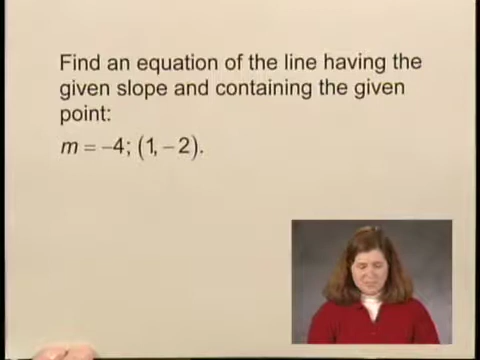 Find an equation of the line having the
given slope and containing the given
point:
m = –4; (1, – 2).